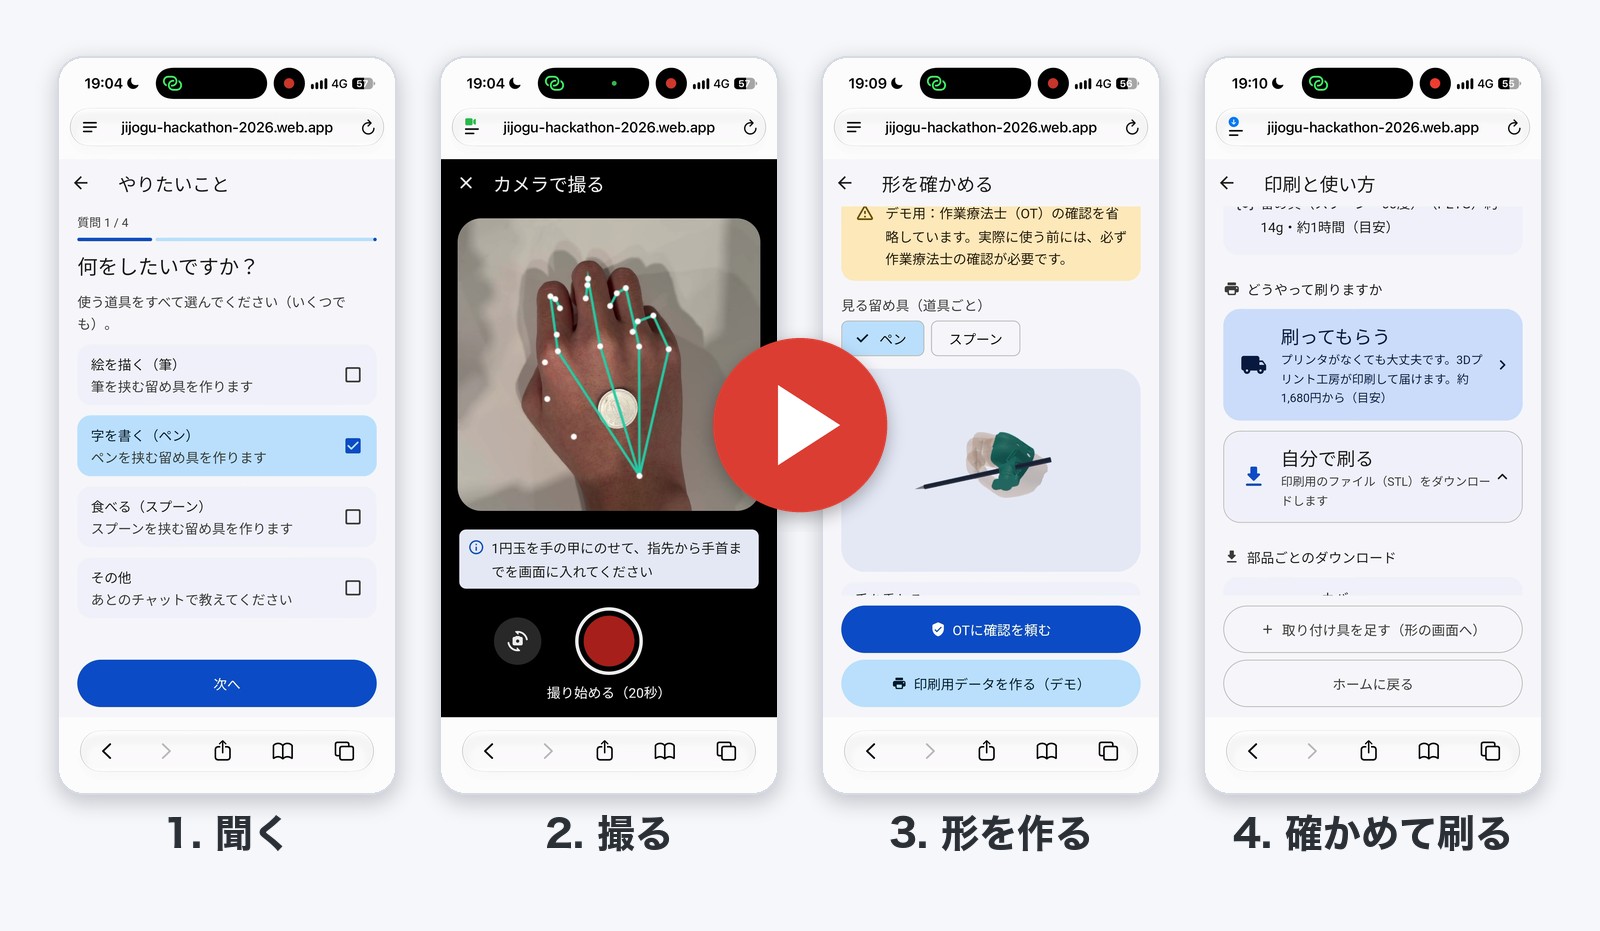 19:04
4G 57
jijogu-hackathon-2026.web.app
やりたいこと
質問 1 / 4
何をしたいですか？
使う道具をすべて選んでください（いくつで
も）。
絵を描く（筆）
筆を挟む留め具を作ります
字を書く（ペン）
ペンを挟む留め具を作ります
食べる（スプーン）
スプーンを挟む留め具を作ります
その他
あとのチャットで教えてください
次へ
1. 聞く
19:04
4G 57
jijogu-hackathon-2026.web.app
カメラで撮る
1円玉を手の甲にのせて、指先から手首ま
でを画面に入れてください
撮り始める（20秒）
2. 撮る
19:09
4G 56
jijogu-hackathon-2026.web.app
形を確かめる
デモ用：作業療法士（OT）の確認を省
略しています。実際に使う前には、必ず
作業療法士の確認が必要です。
見る留め具（道具ごと）
ペン
スプーン
OTに確認を頼む
印刷用データを作る（デモ）
3. 形を作る
19:10
4G
jijogu-hackathon-2026.web.app
印刷と使い方
14g・約1時間（目安）
どうやって刷りますか
刷ってもらう
プリンタがなくても大丈夫です。3Dプ
リント工房が印刷して届けます。約
1,680円から（目安）
自分で刷る
印刷用のファイル（STL）をダウンロー
ドします
部品ごとのダウンロード
+ 取り付け具を足す（形の画面へ）
ホームに戻る
4. 確かめて刷る